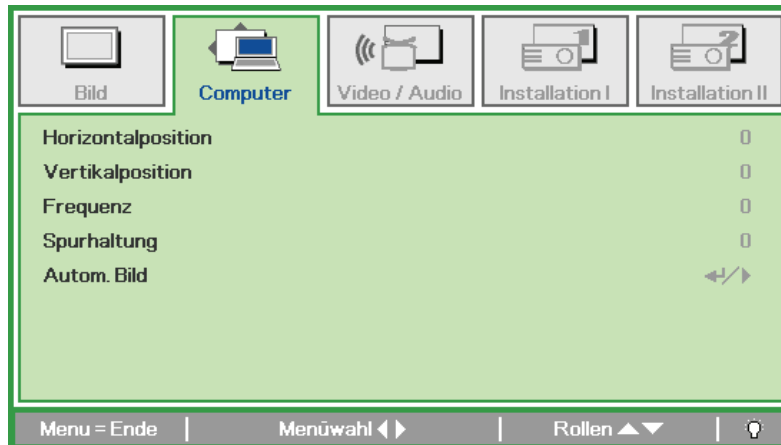 Bild Computer Video / Audio Installation I Installation II
Horizontalposition 0
Vertikalposition 0
Frequenz 0
Spurhaltung 0
Autom. Bild ↵/▶
Menu = Ende | Menüwahl ◀▶ | Rollen ▲▼ |